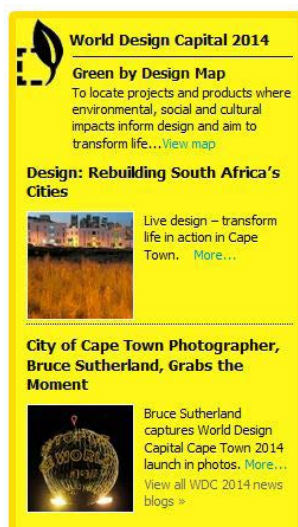 World Design Capital 2014
Green by Design Map
To locate projects and products where
environmental, social and cultural
impacts inform design and aim to
transform life...View map
Design: Rebuilding South Africa's
Cities
Live design – transform
life in action in Cape
Town. More...
City of Cape Town Photographer,
Bruce Sutherland, Grabs the
Moment
Bruce Sutherland
captures World Design
Capital Cape Town 2014
launch in photos. More...
View all WDC 2014 news
blogs »
WORLD